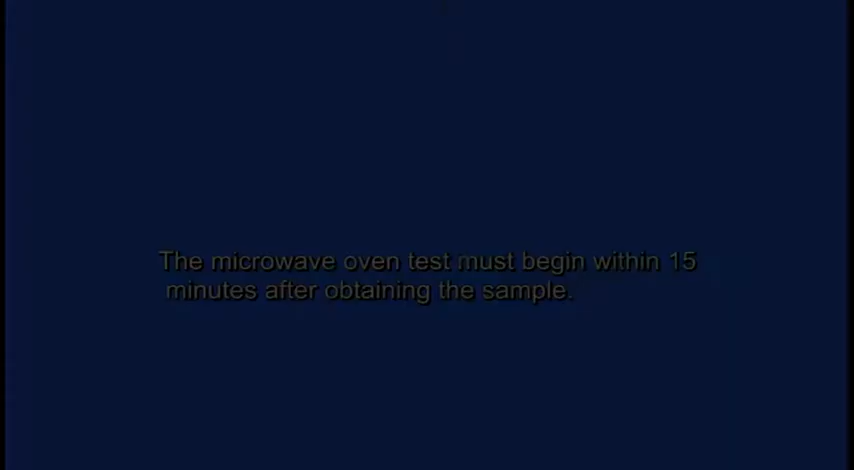 The microwave oven test must begin within 15
minutes after obtaining the sample.